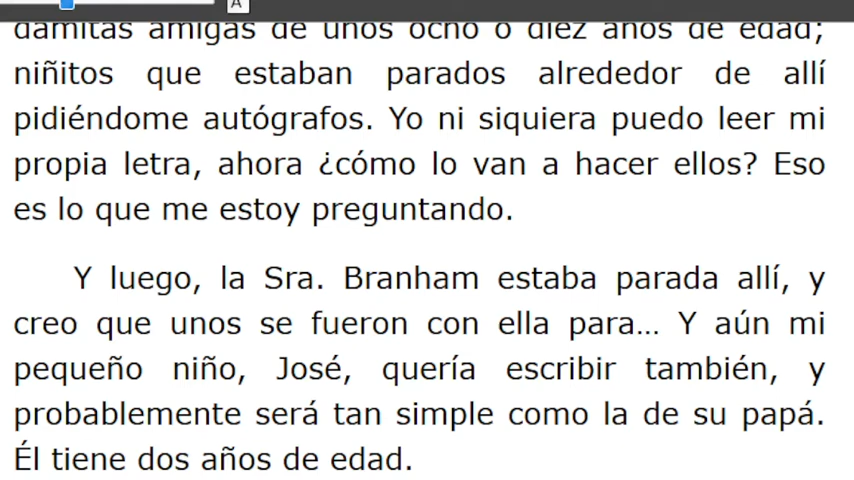 A
damitas amigas de unos ocho o diez años de edad;
niñitos que estaban parados alrededor de allí
pidiéndome autógrafos. Yo ni siquiera puedo leer mi
propia letra, ahora ¿cómo lo van a hacer ellos? Eso
es lo que me estoy preguntando.
Y luego, la Sra. Branham estaba parada allí, y
creo que unos se fueron con ella para... Y aún mi
pequeño niño, José, quería escribir también, y
probablemente será tan simple como la de su papá.
Él tiene dos años de edad.